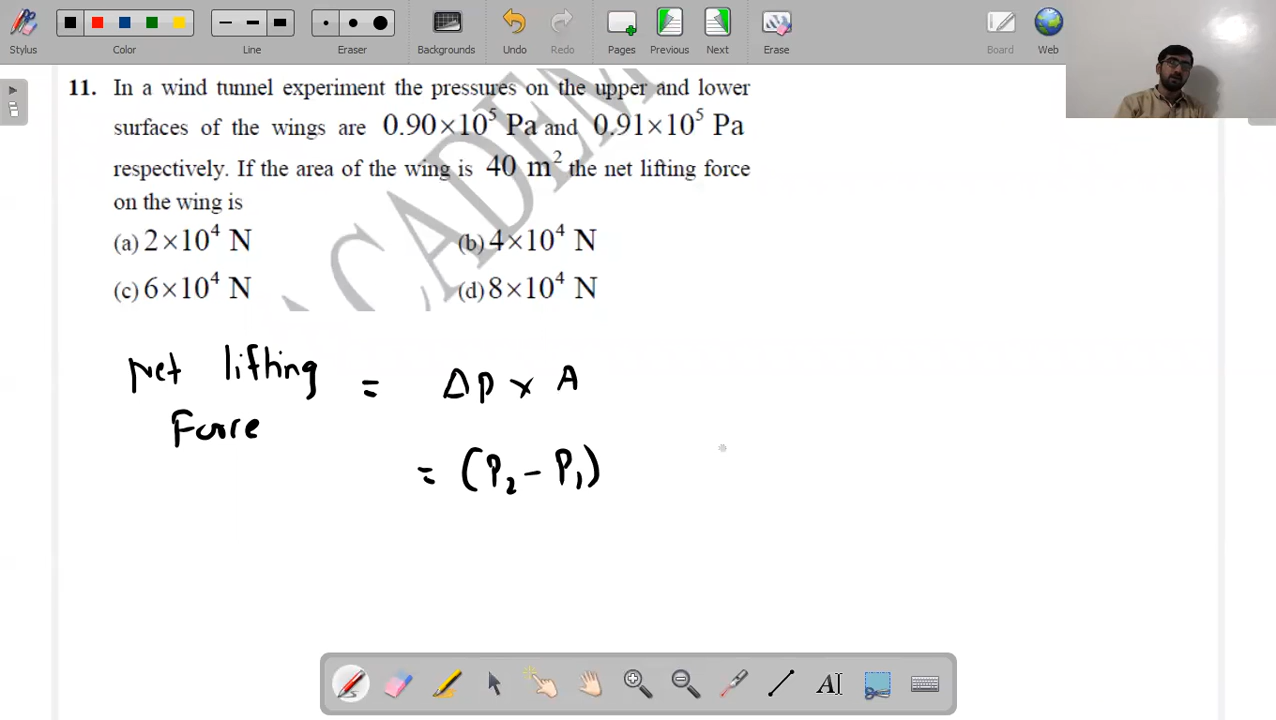 Stylus Color Line Eraser Backgrounds Undo Redo Pages Previous Next Erase Board Web
11. In a wind tunnel experiment the pressures on the upper and lower
surfaces of the wings are 0.90×10⁵ Pa and 0.91×10⁵ Pa
respectively. If the area of the wing is 40 m² the net lifting force
on the wing is
(a) 2×10⁴ N (b) 4×10⁴ N
(c) 6×10⁴ N (d) 8×10⁴ N
Net lifting Force = ΔP × A
= (P₂ − P₁)